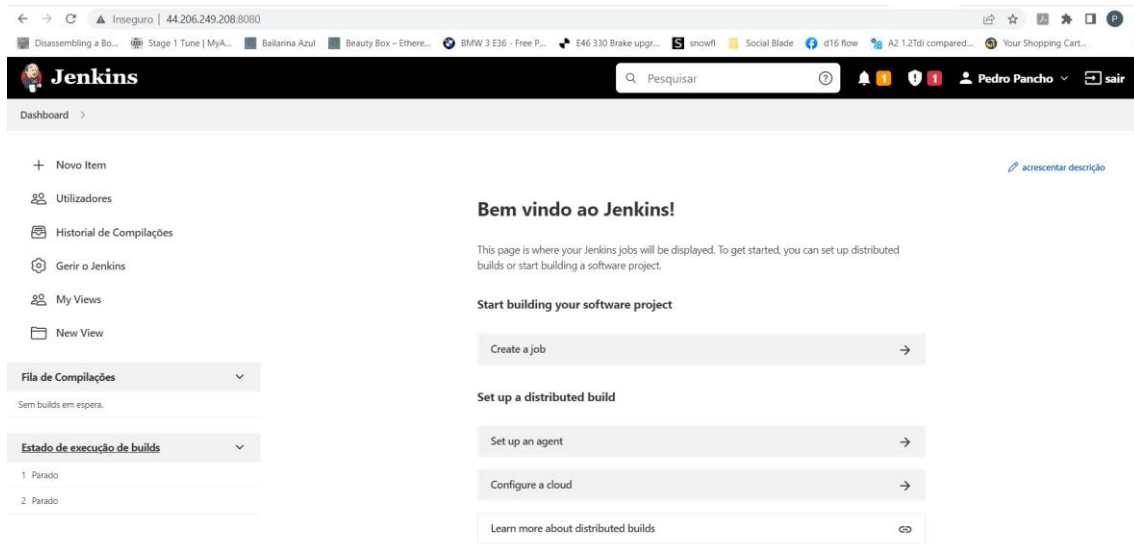 Inseguro | 44.206.249.208:8080
Disassembling a Bo... Stage 1 Tune | MyA... Bailarina Azul Beauty Box – Ethere... BMW 3 E36 - Free P... E46 330 Brake upgr... S snowfl Social Blade d16 flow A2 1.2Tdi compared... Your Shopping Cart...
Jenkins Pesquisar 1 1 Pedro Pancho sair
Dashboard
Novo Item
acrescentar descrição
Utilizadores
Historial de Compilações
Gerir o Jenkins
My Views
New View
Fila de Compilações
Sem builds em espera.
Estado de execução de builds
1 Parado
2 Parado
Bem vindo ao Jenkins!
This page is where your Jenkins jobs will be displayed. To get started, you can set up distributed
builds or start building a software project.
Start building your software project
Create a job
Set up a distributed build
Set up an agent
Configure a cloud
Learn more about distributed builds